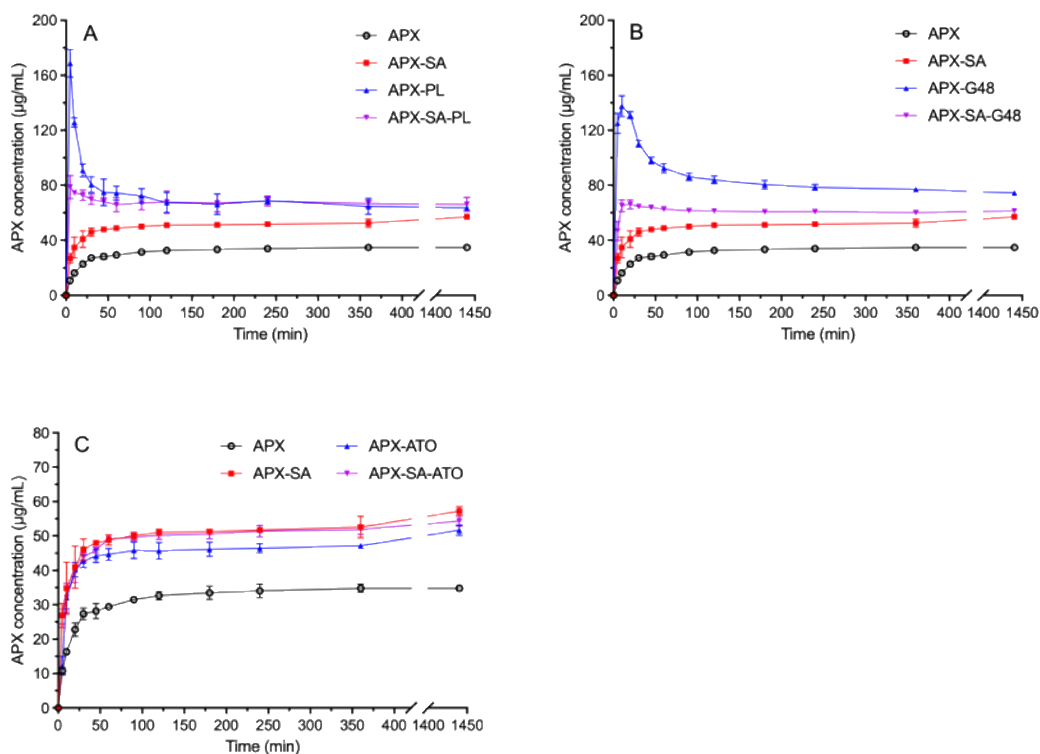 A
200
160
120
80
40
0
APX concentration (µg/mL)
APX
APX-SA
APX-PL
APX-SA-PL
0 50 100 150 200 250 300 350 400 1400 1450
Time (min)
B
200
160
120
80
40
0
APX concentration (µg/mL)
APX
APX-SA
APX-G48
APX-SA-G48
0 50 100 150 200 250 300 350 400 1400 1450
Time (min)
C
80
70
60
50
40
30
20
10
0
APX concentration (µg/mL)
APX APX-ATO
APX-SA APX-SA-ATO
0 50 100 150 200 250 300 350 400 1400 1450
Time (min)